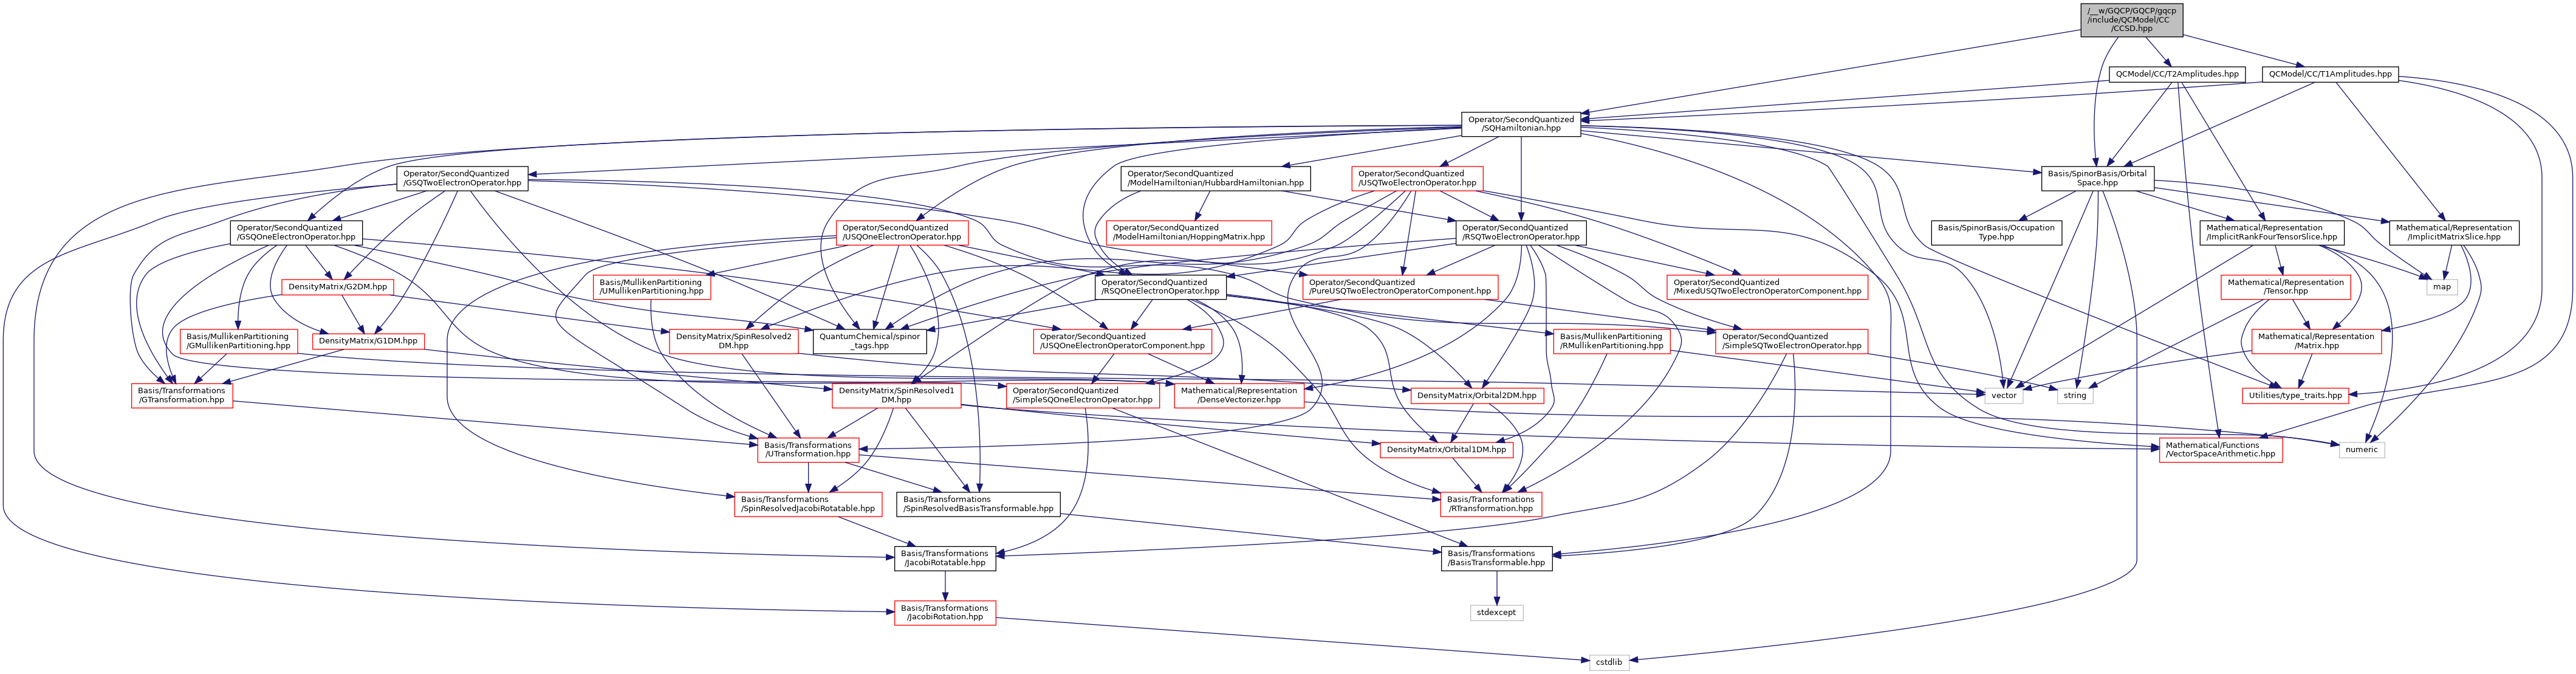 /__w/GQCP/GQCP/gqcp
/include/QCModel/CC
/CCSD.hpp
QCModel/CC/T2Amplitudes.hpp
QCModel/CC/T1Amplitudes.hpp
Operator/SecondQuantized
/SQHamiltonian.hpp
Operator/SecondQuantized
/GSQTwoElectronOperator.hpp
Operator/SecondQuantized
/ModelHamiltonian/HubbardHamiltonian.hpp
Operator/SecondQuantized
/USQTwoElectronOperator.hpp
Basis/SpinorBasis/Orbital
Space.hpp
Operator/SecondQuantized
/GSQOneElectronOperator.hpp
Operator/SecondQuantized
/USQOneElectronOperator.hpp
Operator/SecondQuantized
/ModelHamiltonian/HoppingMatrix.hpp
Operator/SecondQuantized
/RSQTwoElectronOperator.hpp
Basis/SpinorBasis/Occupation
Type.hpp
Mathematical/Representation
/ImplicitRankFourTensorSlice.hpp
Mathematical/Representation
/ImplicitMatrixSlice.hpp
DensityMatrix/G2DM.hpp
Basis/MullikenPartitioning
/UMullikenPartitioning.hpp
Operator/SecondQuantized
/RSQOneElectronOperator.hpp
Operator/SecondQuantized
/PureUSQTwoElectronOperatorComponent.hpp
Operator/SecondQuantized
/MixedUSQTwoElectronOperatorComponent.hpp
Mathematical/Representation
/Tensor.hpp
map
Basis/MullikenPartitioning
/GMullikenPartitioning.hpp
DensityMatrix/G1DM.hpp
DensityMatrix/SpinResolved2
DM.hpp
QuantumChemical/spinor
_tags.hpp
Operator/SecondQuantized
/USQOneElectronOperatorComponent.hpp
Basis/MullikenPartitioning
/RMullikenPartitioning.hpp
Operator/SecondQuantized
/SimpleSQTwoElectronOperator.hpp
Mathematical/Representation
/Matrix.hpp
Basis/Transformations
/GTransformation.hpp
DensityMatrix/SpinResolved1
DM.hpp
Operator/SecondQuantized
/SimpleSQOneElectronOperator.hpp
Mathematical/Representation
/DenseVectorizer.hpp
DensityMatrix/Orbital2DM.hpp
vector
string
Utilities/type_traits.hpp
Basis/Transformations
/UTransformation.hpp
DensityMatrix/Orbital1DM.hpp
Mathematical/Functions
/VectorSpaceArithmetic.hpp
numeric
Basis/Transformations
/SpinResolvedJacobiRotatable.hpp
Basis/Transformations
/SpinResolvedBasisTransformable.hpp
Basis/Transformations
/RTransformation.hpp
Basis/Transformations
/JacobiRotatable.hpp
Basis/Transformations
/BasisTransformable.hpp
Basis/Transformations
/JacobiRotation.hpp
stdexcept
cstdlib